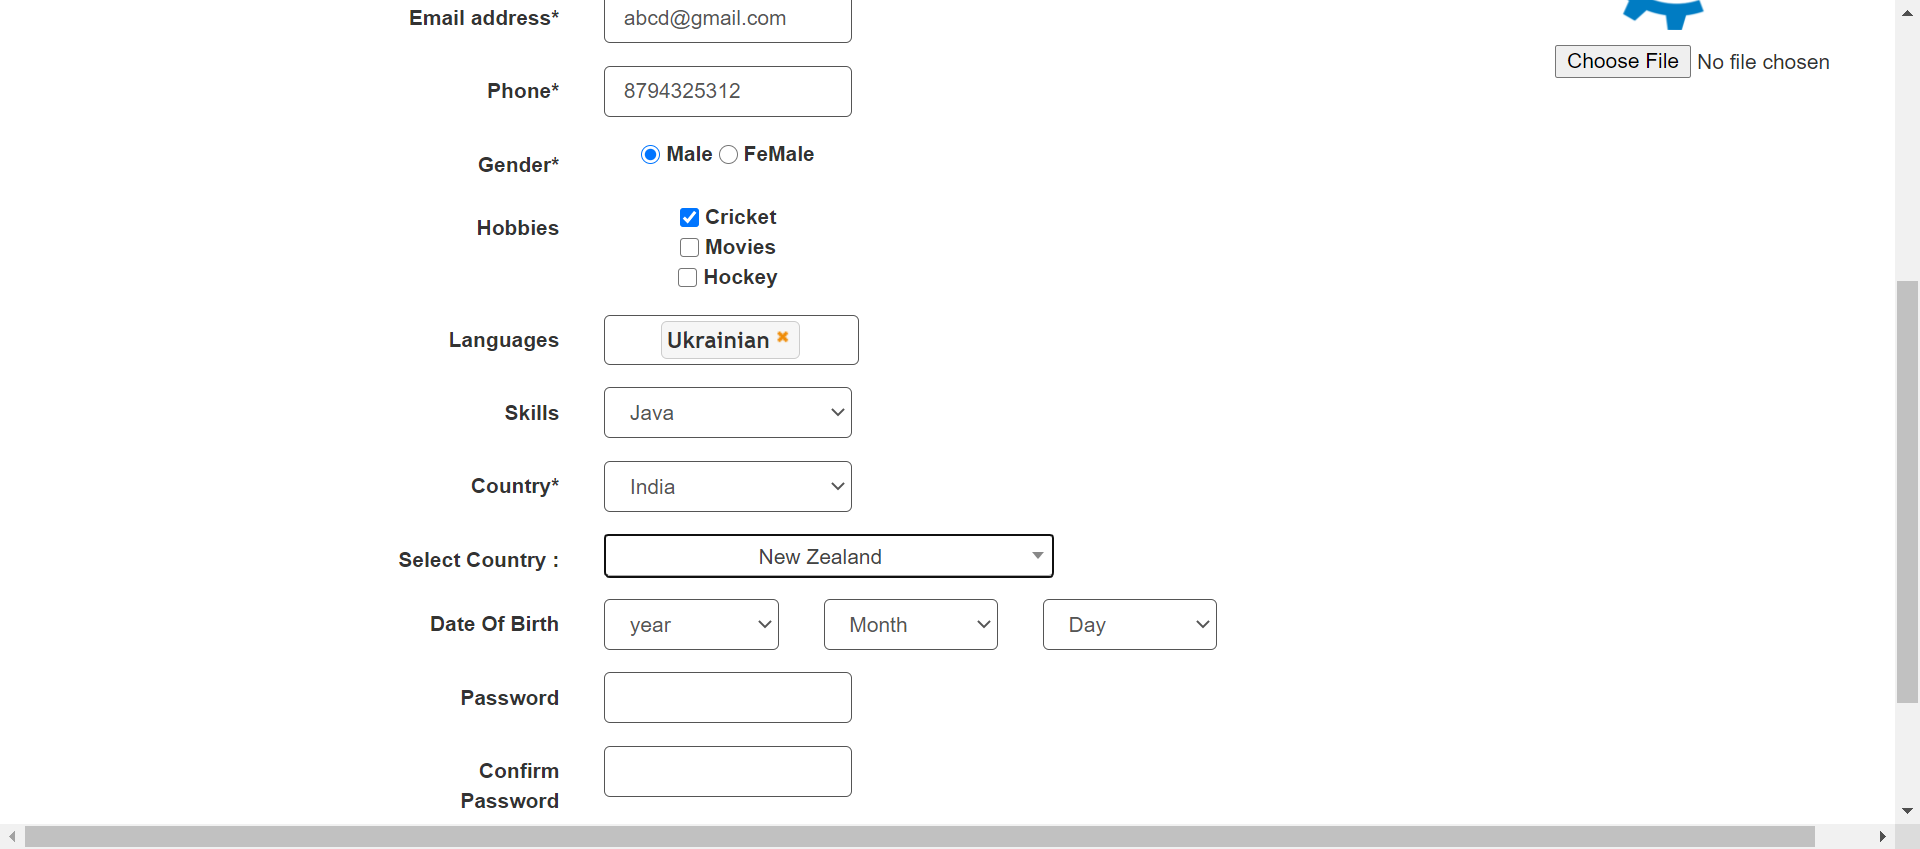 Email address* abcd@gmail.com
Choose File No file chosen
Phone* 8794325312
Gender* Male FeMale
Hobbies Cricket
Movies
Hockey
Languages Ukrainian
Skills Java
Country* India
Select Country : New Zealand
Date Of Birth year Month Day
Password
Confirm
Password